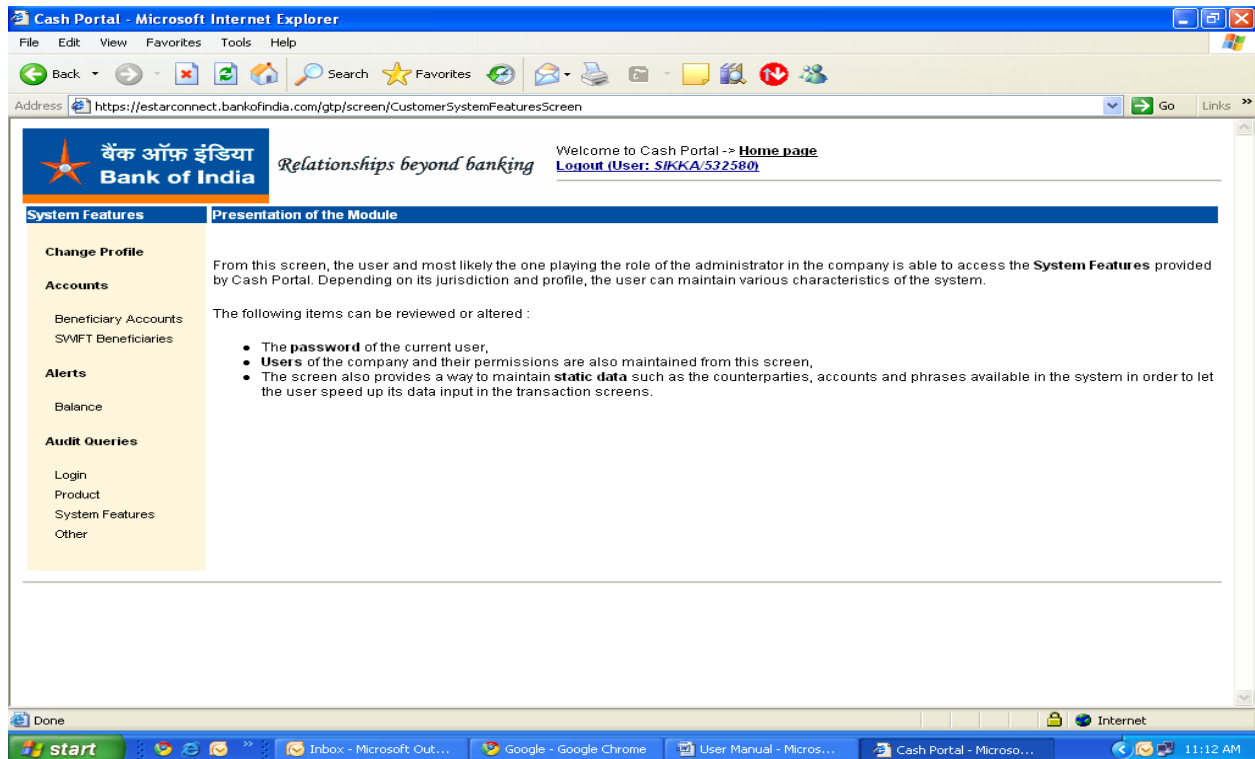 Cash Portal - Microsoft Internet Explorer
File Edit View Favorites Tools Help
Back Search Favorites
Address https://estarconnect.bankofindia.com/gtp/screen/CustomerSystemFeaturesScreen Go Links »
बैंक ऑफ़ इंडिया
Bank of India
Relationships beyond banking
Welcome to Cash Portal -> Home page
Logout (User: SIKKA/532580)
System Features
Change Profile
Accounts
Beneficiary Accounts
SWIFT Beneficiaries
Alerts
Balance
Audit Queries
Login
Product
System Features
Other
Presentation of the Module
From this screen, the user and most likely the one playing the role of the administrator in the company is able to access the System Features provided
by Cash Portal. Depending on its jurisdiction and profile, the user can maintain various characteristics of the system.
The following items can be reviewed or altered :
• The password of the current user,
• Users of the company and their permissions are also maintained from this screen,
• The screen also provides a way to maintain static data such as the counterparties, accounts and phrases available in the system in order to let
the user speed up its data input in the transaction screens.
Done Internet
start » Inbox - Microsoft Out... Google - Google Chrome User Manual - Micros... Cash Portal - Microso... 11:12 AM